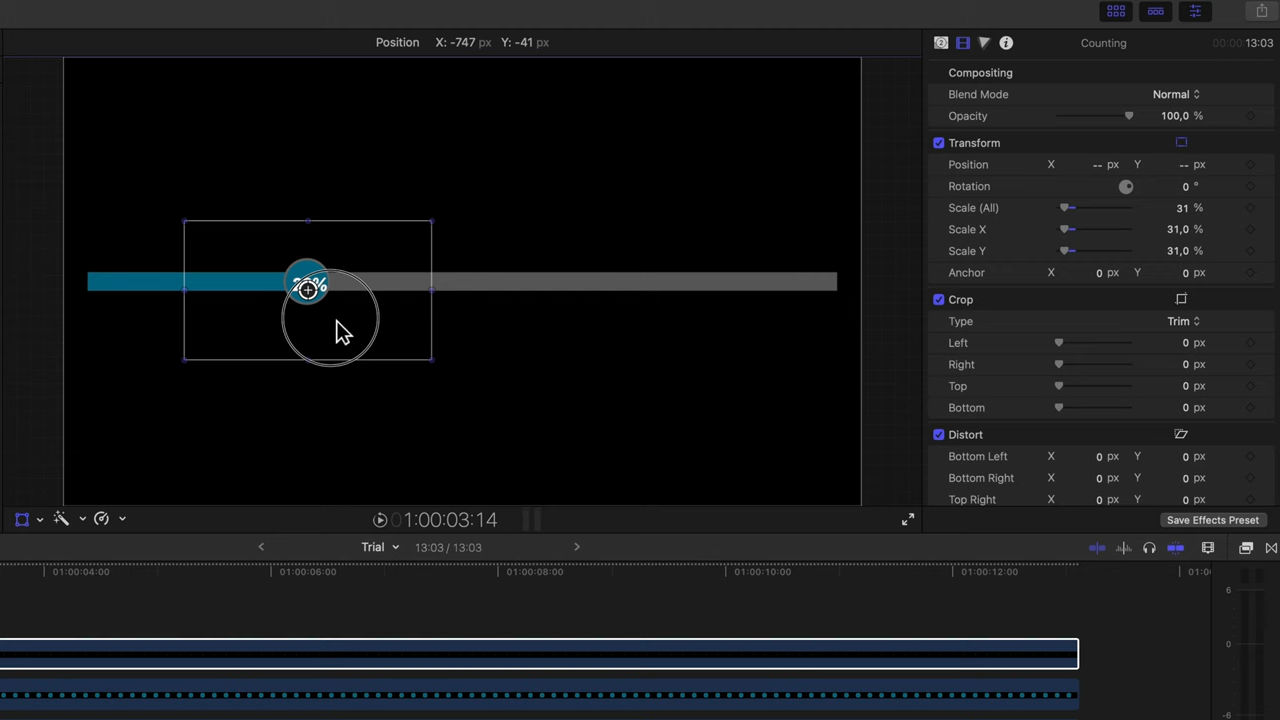 Position X: -747 px Y: -41 px
Counting 00:00:13:03
Compositing
Blend Mode Normal
Opacity 100,0 %
Transform
Position X -- px Y -- px
Rotation 0 °
Scale (All) 31 %
Scale X 31,0 %
Scale Y 31,0 %
Anchor X 0 px Y 0 px
Crop
Type Trim
Left 0 px
Right 0 px
Top 0 px
Bottom 0 px
Distort
Bottom Left X 0 px Y 0 px
Bottom Right X 0 px Y 0 px
Top Right X 0 px Y 0 px
01:00:03:14
Save Effects Preset
Trial 13:03 / 13:03
01:00:04:00 01:00:06:00 01:00:08:00 01:00:10:00 01:00:12:00
6
0
-6